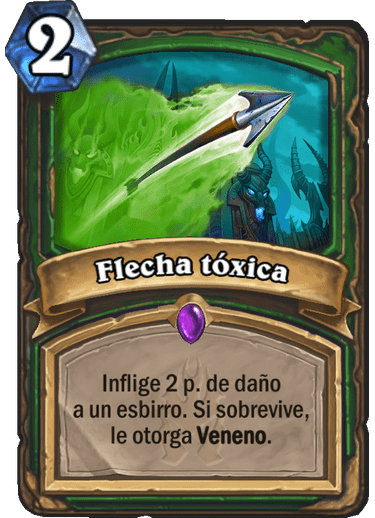 2
Flecha tóxica
Inflige 2 p. de daño
a un esbirro. Si sobrevive,
le otorga Veneno.